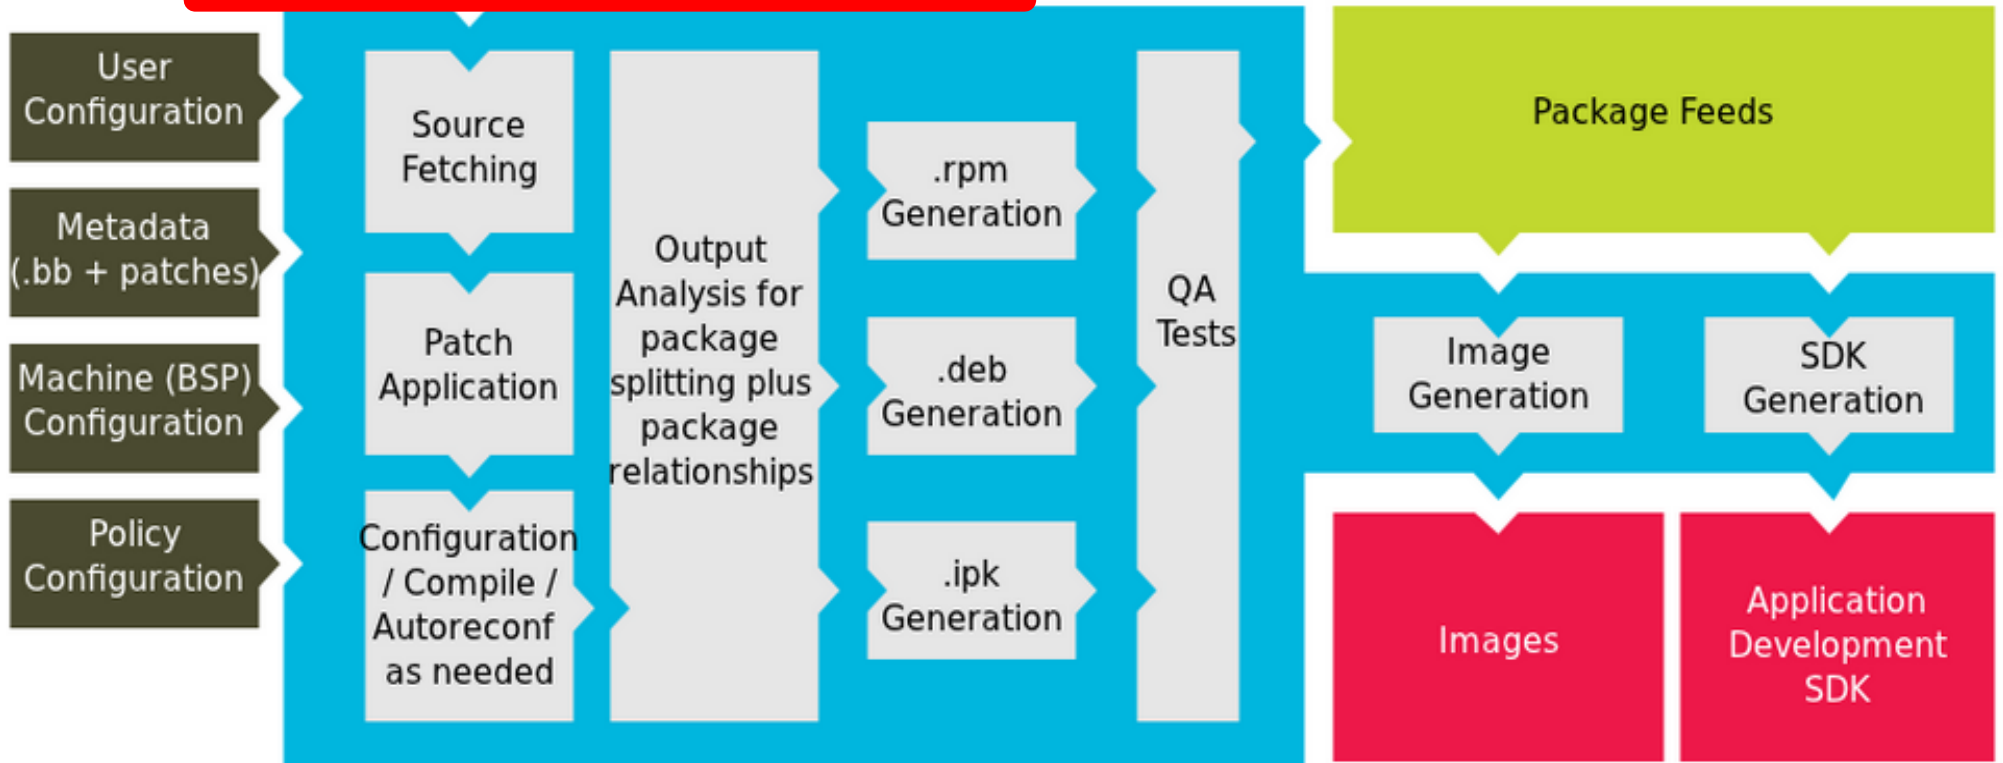 User
Configuration
Metadata
(.bb + patches)
Machine (BSP)
Configuration
Policy
Configuration
Source
Fetching
Patch
Application
Configuration
/ Compile /
Autoreconf
as needed
Output
Analysis for
package
splitting plus
package
relationships
.rpm
Generation
.deb
Generation
.ipk
Generation
QA
Tests
Package Feeds
Image
Generation
SDK
Generation
Images
Application
Development
SDK